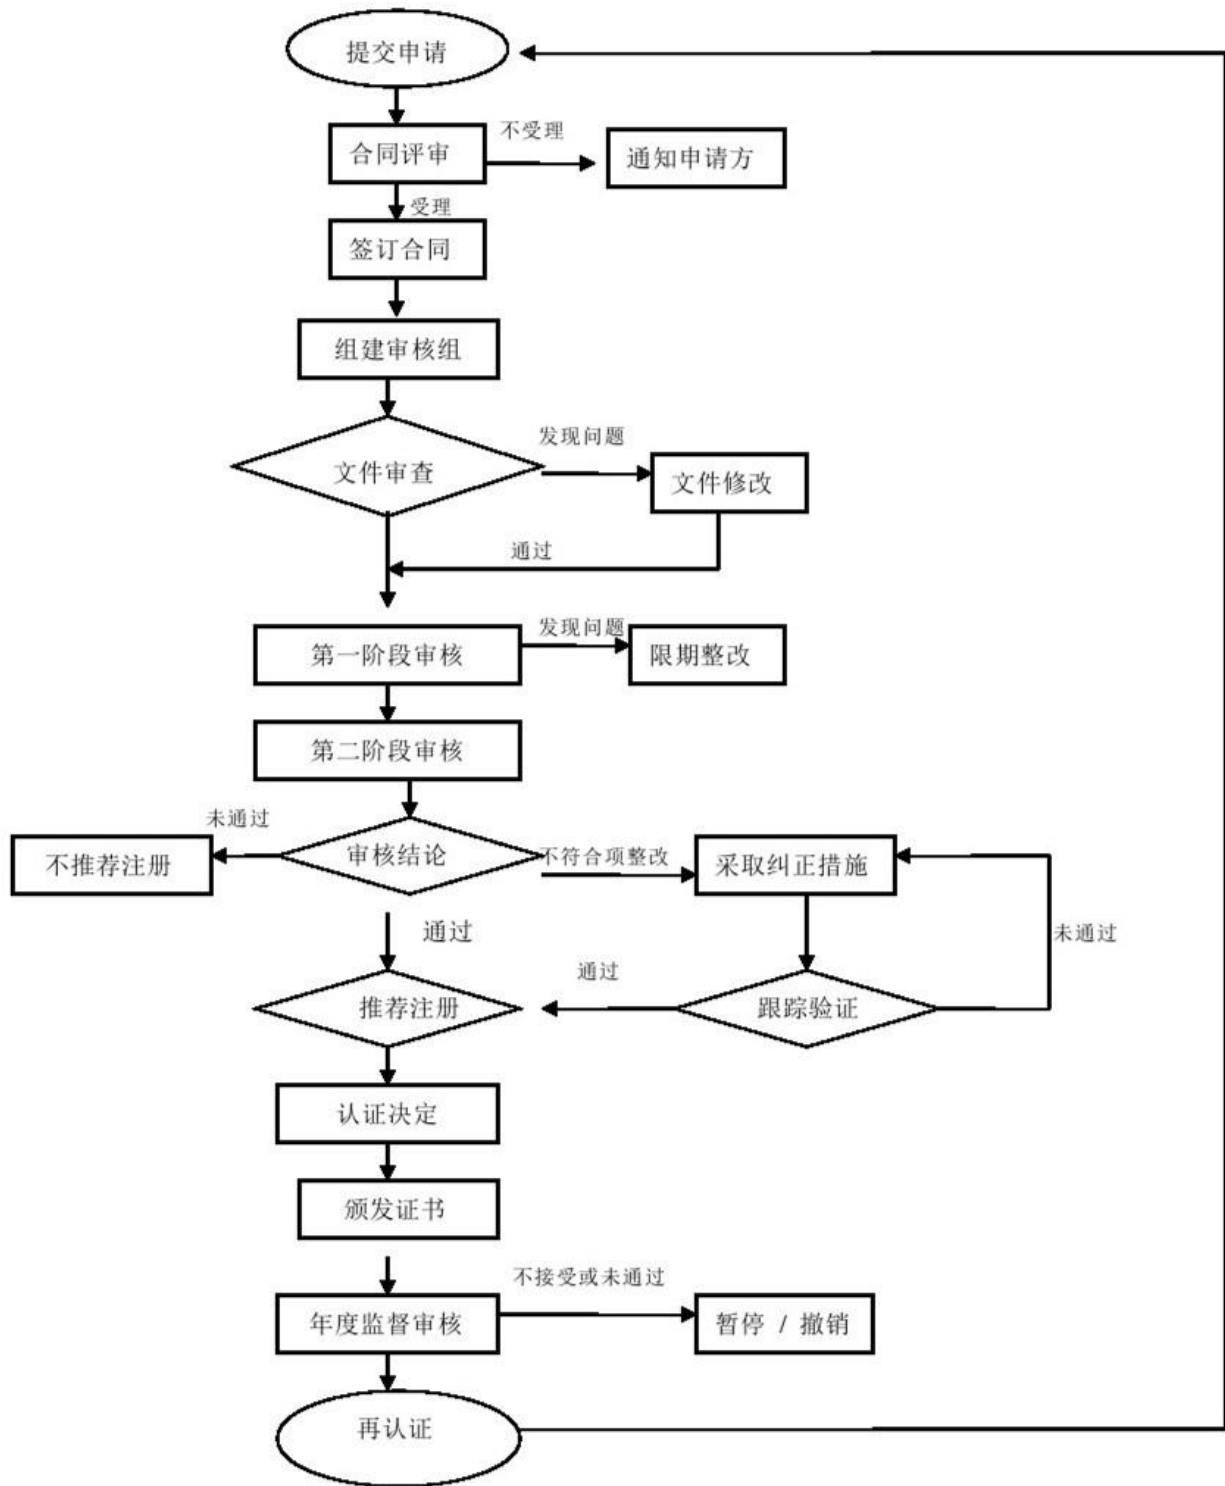 提交申请
不受理
合同评审
通知申请方
受理
签订合同
组建审核组
发现问题
文件审查
文件修改
通过
发现问题
第一阶段审核
限期整改
第二阶段审核
未通过
不推荐注册
审核结论
不符合项整改
采取纠正措施
通过
未通过
通过
推荐注册
跟踪验证
认证决定
颁发证书
不接受或未通过
年度监督审核
暂停 / 撤销
再认证